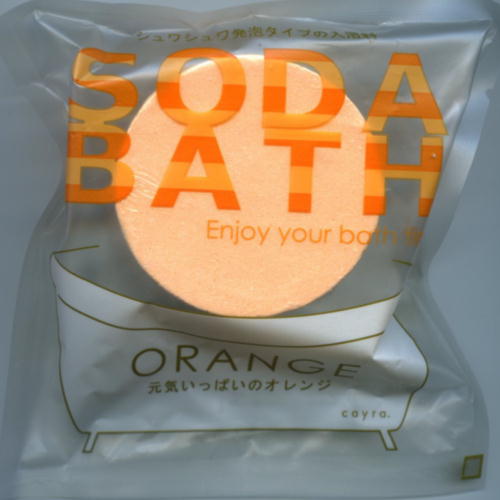 シュワシュワ発泡タイプの入浴剤
SODA
BATH
Enjoy your bath
ORANGE
元気いっぱいのオレンジ
cayra.